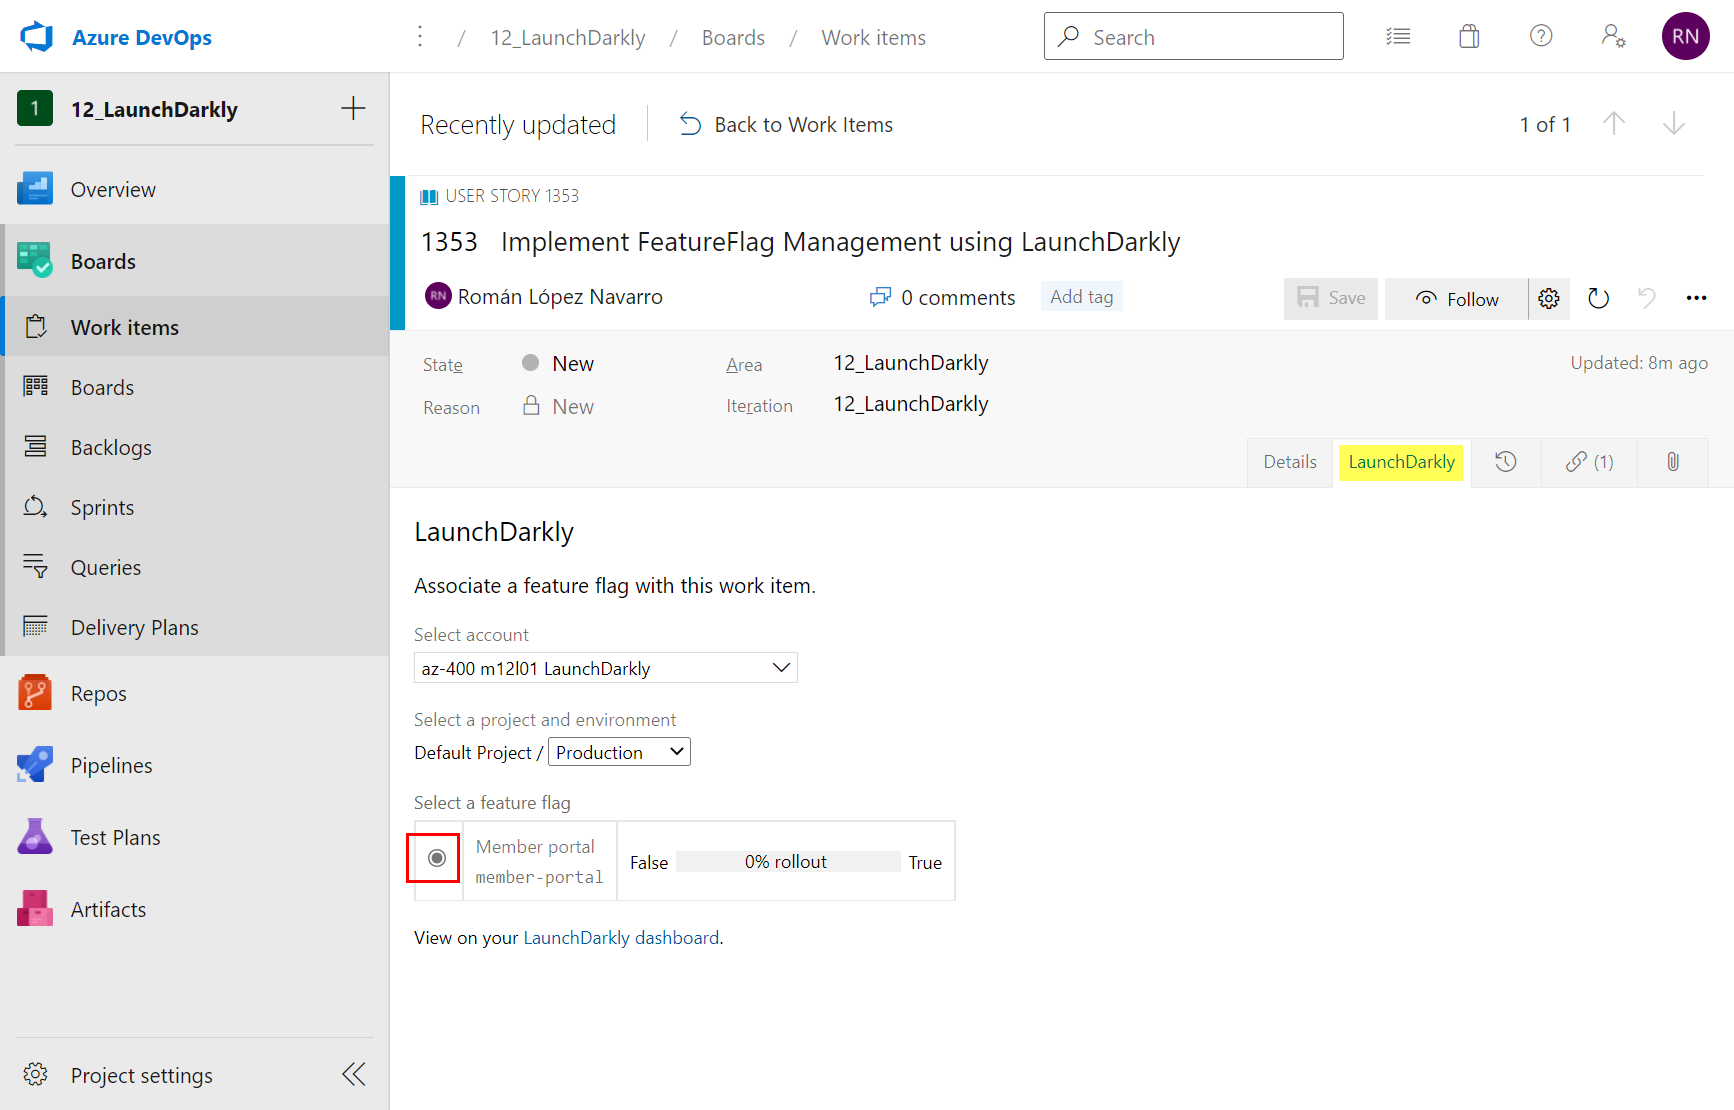 Azure DevOps
/ 12_LaunchDarkly / Boards / Work items
Search
RN
1 12_LaunchDarkly
Overview
Boards
Work items
Boards
Backlogs
Sprints
Queries
Delivery Plans
Repos
Pipelines
Test Plans
Artifacts
Project settings
Recently updated
Back to Work Items
1 of 1
USER STORY 1353
1353 Implement FeatureFlag Management using LaunchDarkly
RN Román López Navarro
0 comments
Add tag
Save
Follow
State New
Area 12_LaunchDarkly
Updated: 8m ago
Reason New
Iteration 12_LaunchDarkly
Details
LaunchDarkly
(1)
LaunchDarkly
Associate a feature flag with this work item.
Select account
az-400 m12l01 LaunchDarkly
Select a project and environment
Default Project / Production
Select a feature flag
Member portal
member-portal
False 0% rollout True
View on your LaunchDarkly dashboard.